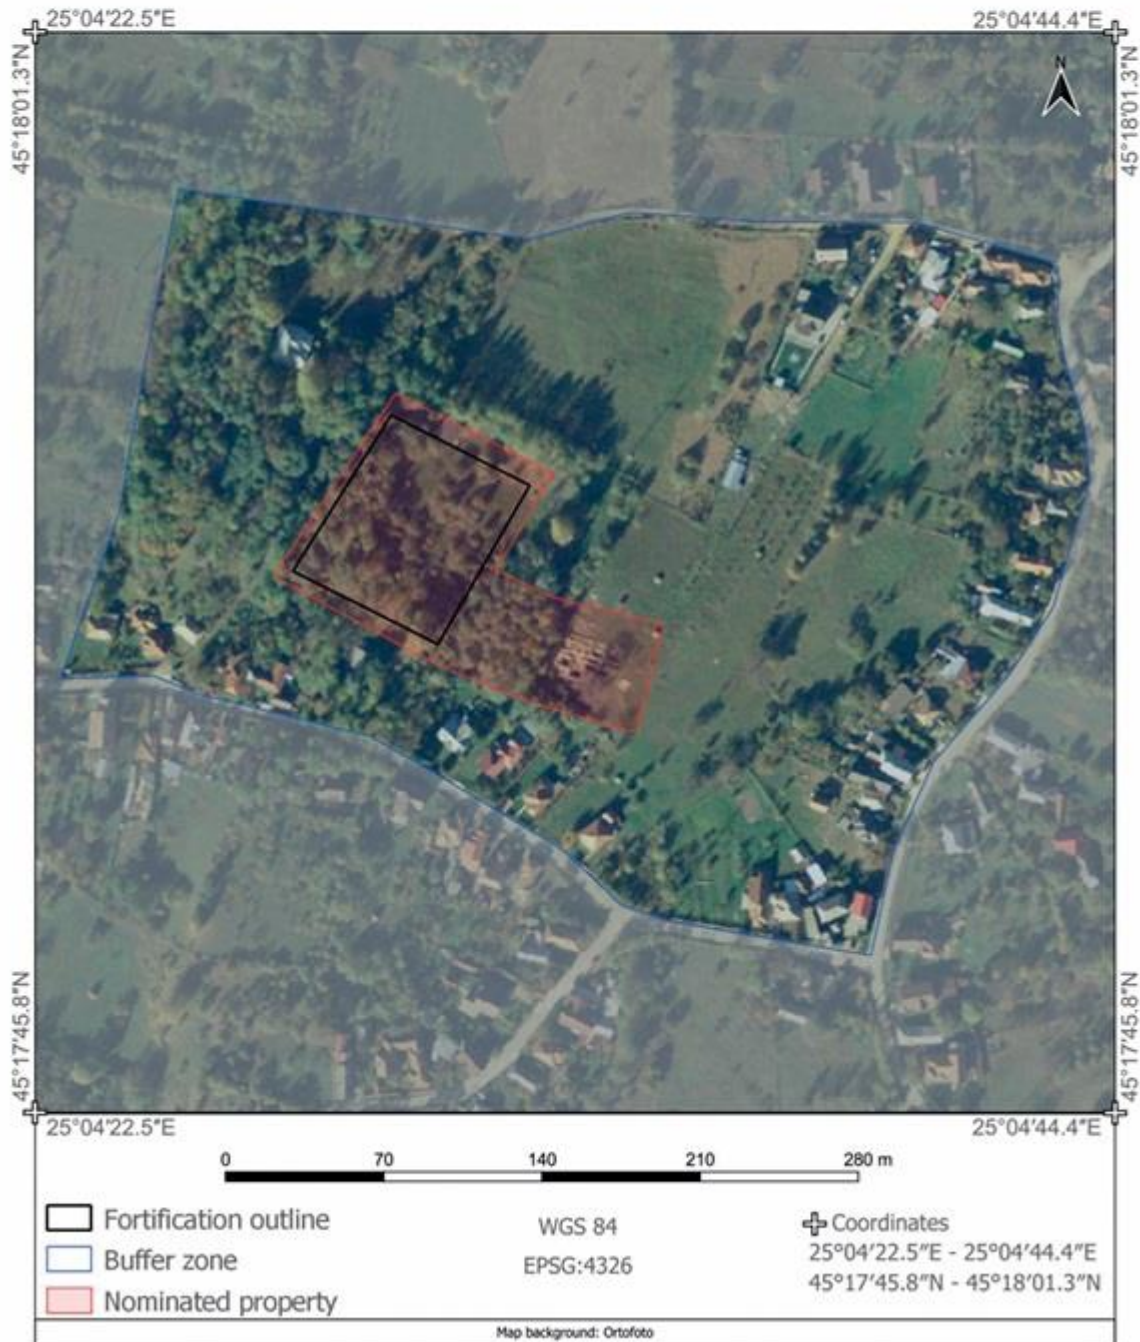 25°04'22.5"E
25°04'44.4"E
45°18'01.3"N
45°18'01.3"N
N
45°17'45.8"N
45°17'45.8"N
25°04'22.5"E
25°04'44.4"E
0 70 140 210 280 m
Fortification outline
Buffer zone
Nominated property
WGS 84
EPSG:4326
Coordinates
25°04'22.5"E - 25°04'44.4"E
45°17'45.8"N - 45°18'01.3"N
Map background: Ortofoto